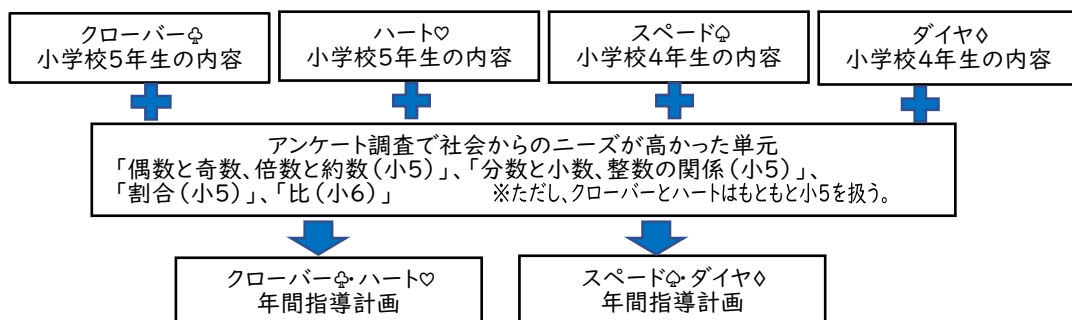 クローバー♧
小学校5年生の内容
ハート♡
小学校5年生の内容
スペード♤
小学校4年生の内容
ダイヤ◊
小学校4年生の内容
アンケート調査で社会からのニーズが高かった単元
「偶数と奇数、倍数と約数(小5)」、「分数と小数、整数の関係(小5)」、
「割合(小5)」、「比(小6)」 ※ただし、クローバーとハートはもともと小5を扱う。
クローバー♧・ハート♡
年間指導計画
スペード♤・ダイヤ◊
年間指導計画